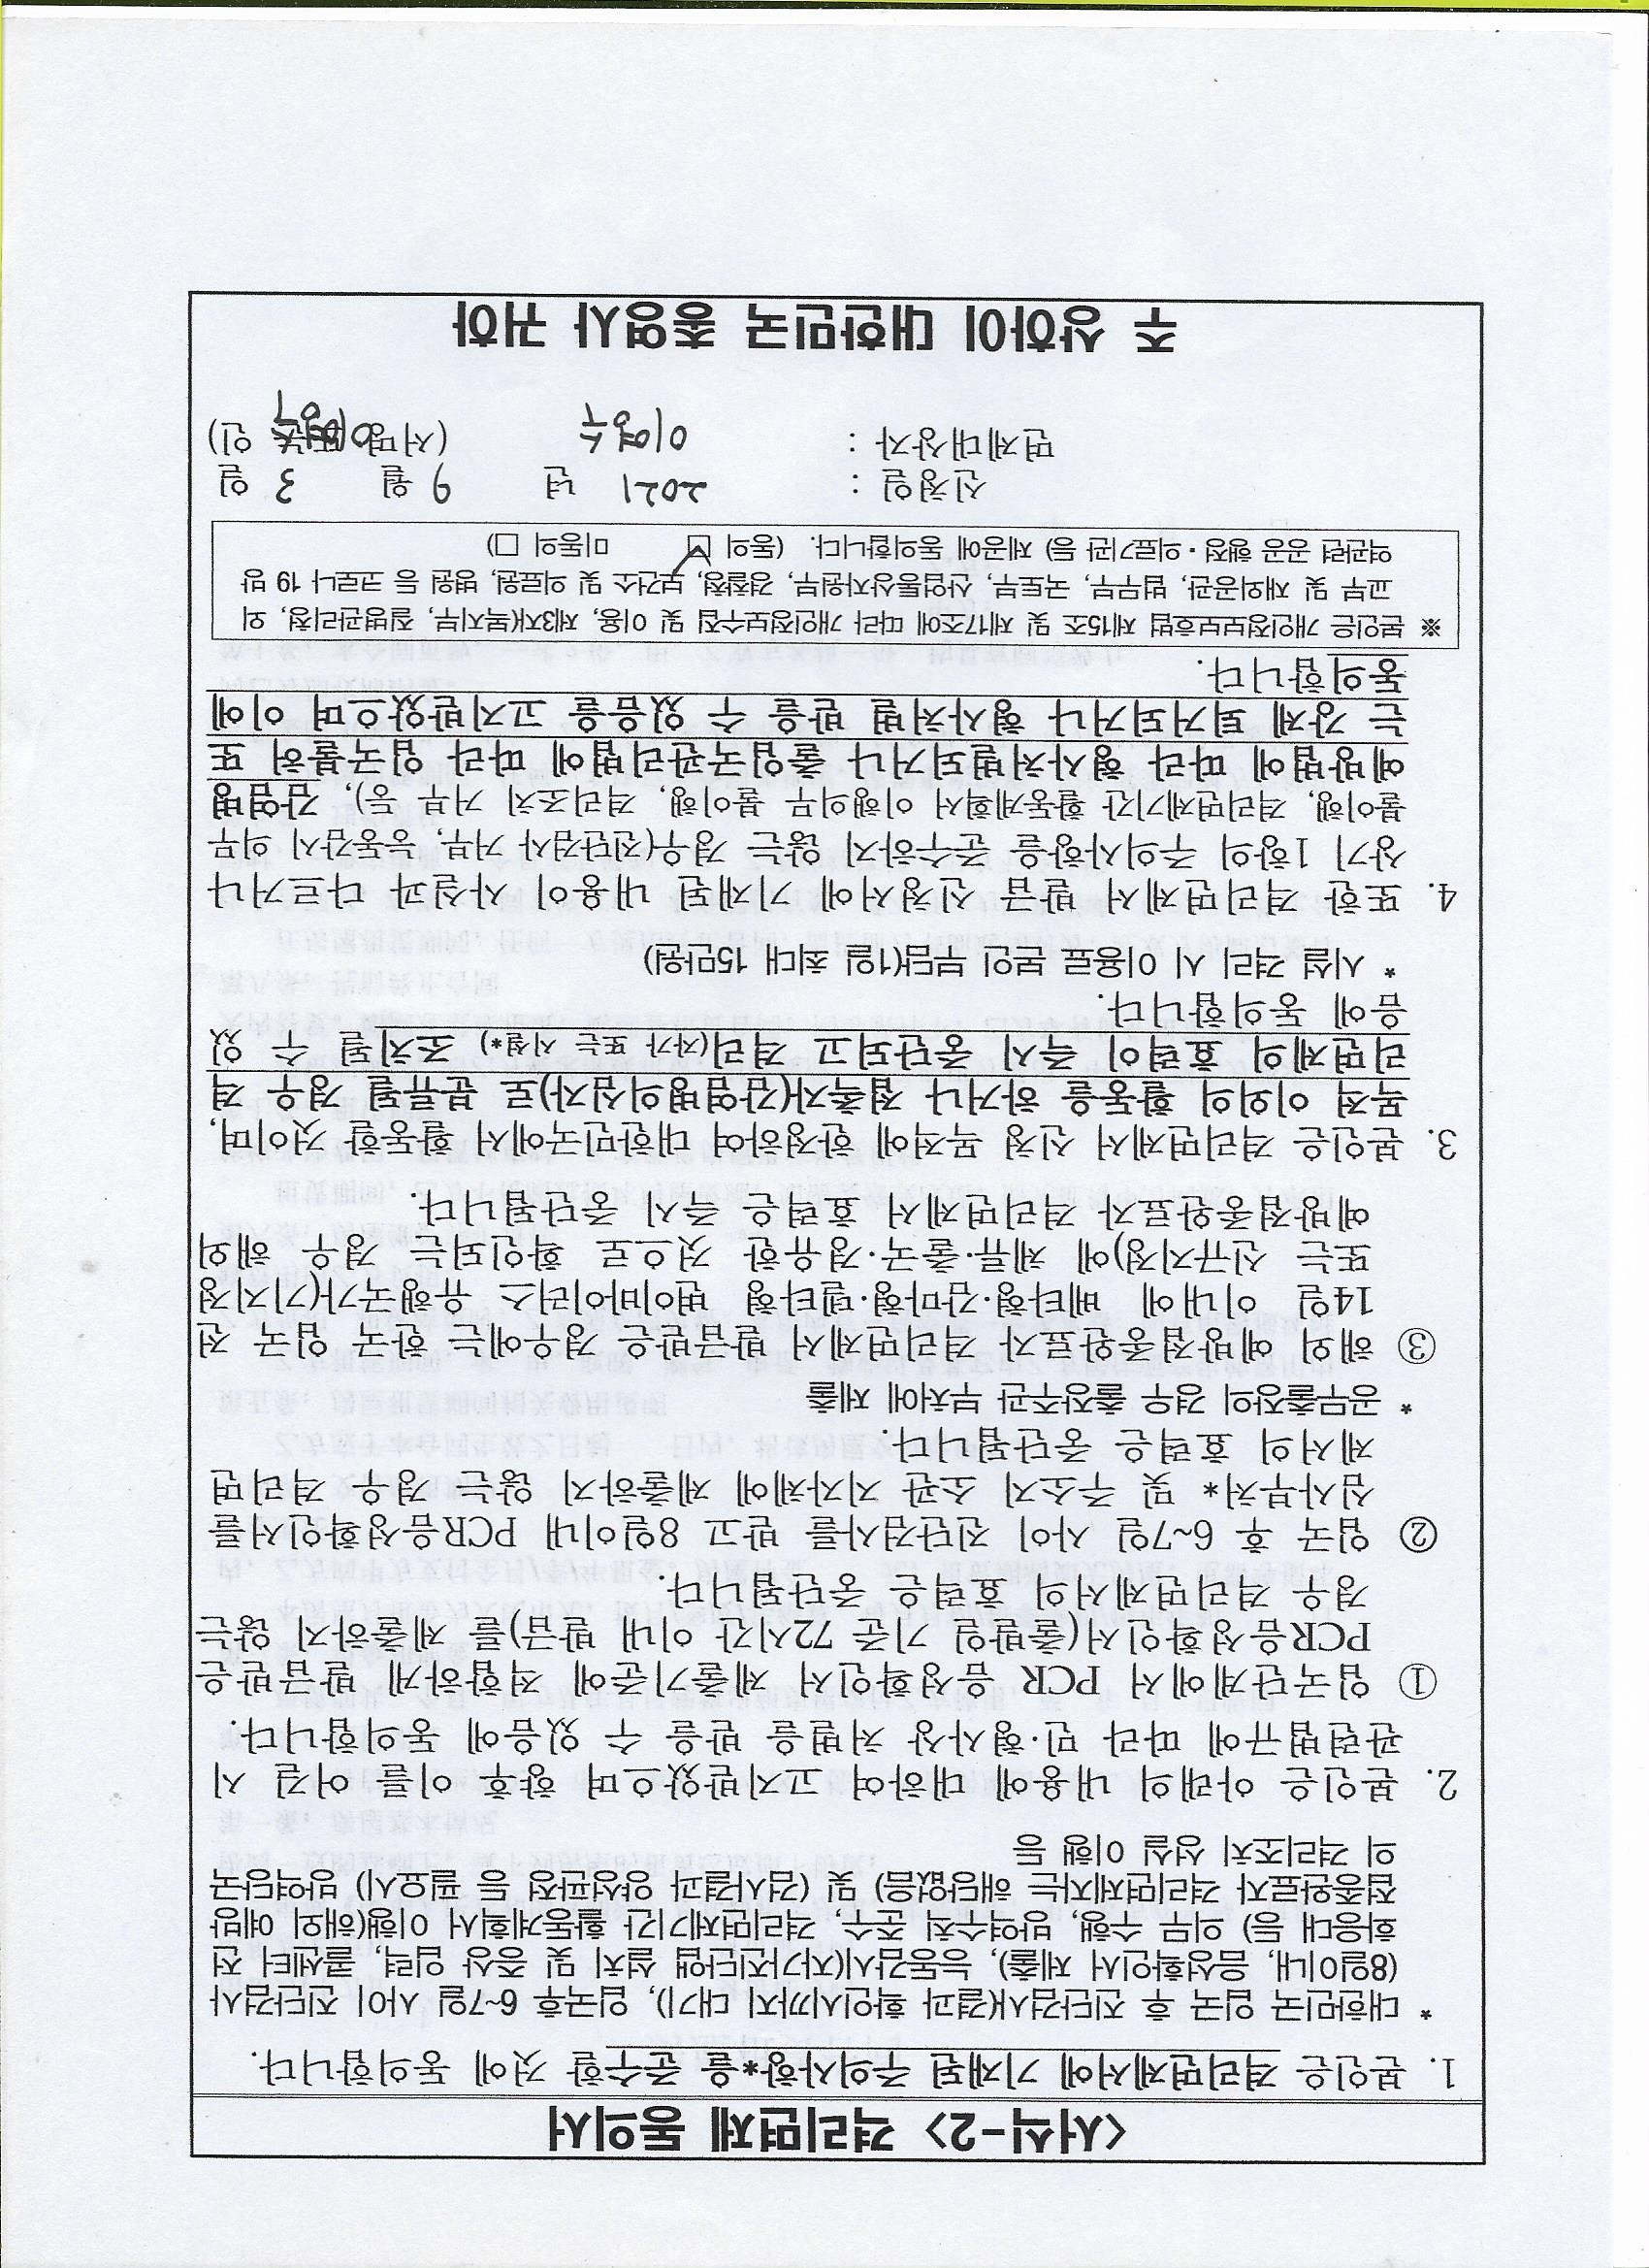 <서식-2> 격리면제 동의서
1. 본인은 격리면제서에 기재된 주의사항*을 준수할 것에 동의합니다.
* 대한민국 입국 후 진단검사(결과 확인시까지 대기), 입국후 6~7일 사이 진단검사
(8일이내, 음성확인서 제출), 능동감시(자가진단앱 설치 및 증상 입력, 콜센터 전
화응대 등) 의무 수행, 방역수칙 준수, 격리면제기간 활동계획서 이행(해외 예방
접종완료자 격리면제자는 해당없음) 및 (검사결과 양성판정 등 필요시) 방역당국
의 격리조치 성실 이행 등
2. 본인은 아래의 내용에 대하여 고지받있으며 향후 이를 어길 시
관련법규에 따라 민·형사상 처벌을 받을 수 있음에 동의합니다.
① 입국단계에서 PCR 음성확인서 제출기준에 적합하게 발급받은
PCR음성확인서(출발일 기준 72시간 이내 발급)를 제출하지 않는
경우 격리면제서의 효력은 중단됩니다.
② 입국 후 6~7일 사이 진단검사를 받고 8일이내 PCR음성확인서를
심사부처* 및 주소지 소관 지자체에 제출하지 않는 경우 격리면
제서의 효력은 중단됩니다.
* 공무출장의 경우 출장주관 부처에 제출
③ 해외 예방접종완료자 격리면제서 발급받은 경우에는 한국 입국 전
14일 이내에 베타형·감마형·델타형 변이바이러스 유행국가(기지정
또는 신규지정)에 체류·출국·경유한 것으로 확인되는 경우 해외
예방접종완료자 격리면제서 효력은 즉시 중단됩니다.
3. 본인은 격리면제서 신청 목적에 한정하여 대한민국에서 활동할 것이며,
목적 이외의 활동을 하거나 접촉자(감염병의심자)로 분류될 경우 격
리면제의 효력이 즉시 중단되고 격리(자가 또는 시설*) 조치될 수 있
음에 동의합니다.
* 시설 격리 시 이용료 본인 부담(1일 최대 15만원)
4. 또한 격리면제서 발급 신청서에 기재된 내용이 사실과 다르거나
상기 1항의 주의사항을 준수하지 않는 경우(진단검사 거부, 능동감시 의무
불이행, 격리면제기간 활동계획서 이행의무 불이행, 격리조치 거부 등), 감염병
예방법에 따라 형사처벌되거나 출입국관리법에 따라 입국불허 또
는 강제 퇴거되거나 형사처벌 받을 수 있음을 고지받았으며 이에
동의합니다.
※ 본인은 개인정보보호법 제15조 및 제17조에 따라 개인정보수집 및 이용, 제3자(복지부, 질병관리청, 외
교부 및 재외공관, 법무부, 국토부, 산업통상자원부, 경찰청, 보건소 및 의료원, 병원 등 코로나 19 방
역관련 공공 행정·의료기관 등) 제공에 동의합니다. (동의 ☑ 미동의 □)
신청일 : 2021 년 9 월 3 일
면제대상자 : 이영수 (서명 또는 인) 이영수
주 상하이 대한민국 총영사 귀하